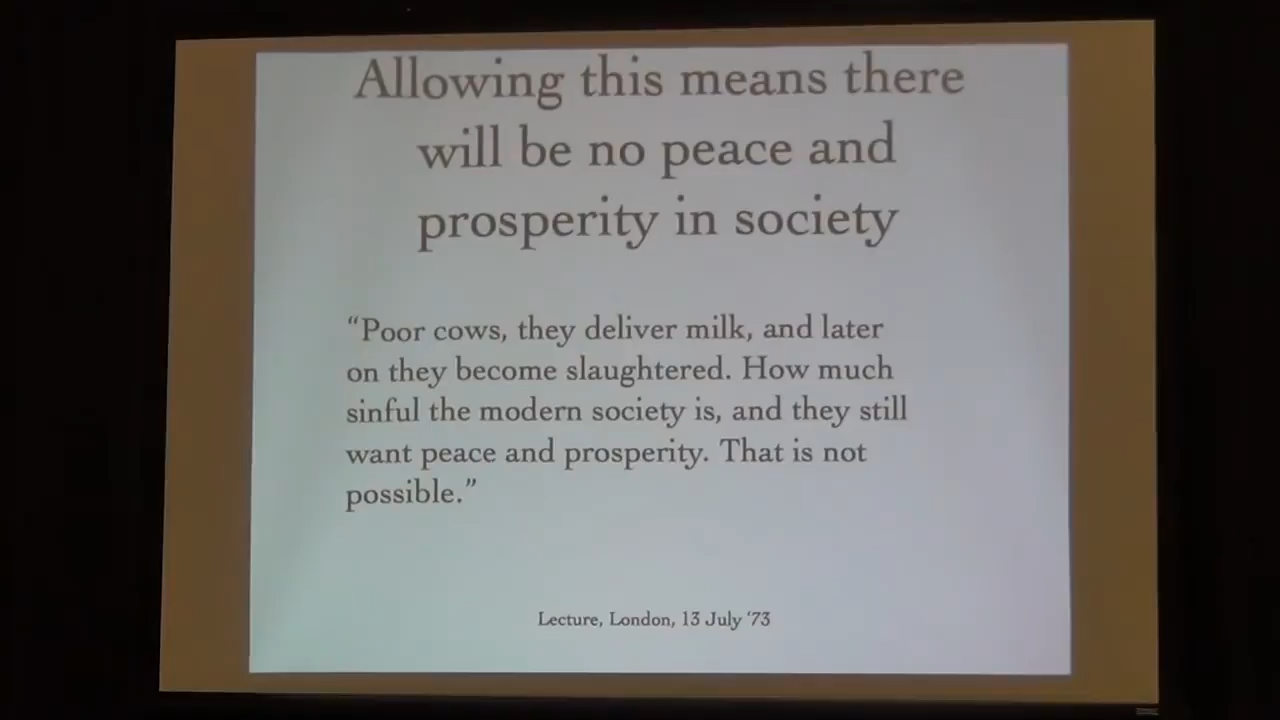 Allowing this means there
will be no peace and
prosperity in society
“Poor cows, they deliver milk, and later
on they become slaughtered. How much
sinful the modern society is, and they still
want peace and prosperity. That is not
possible.”
Lecture, London, 13 July ’73